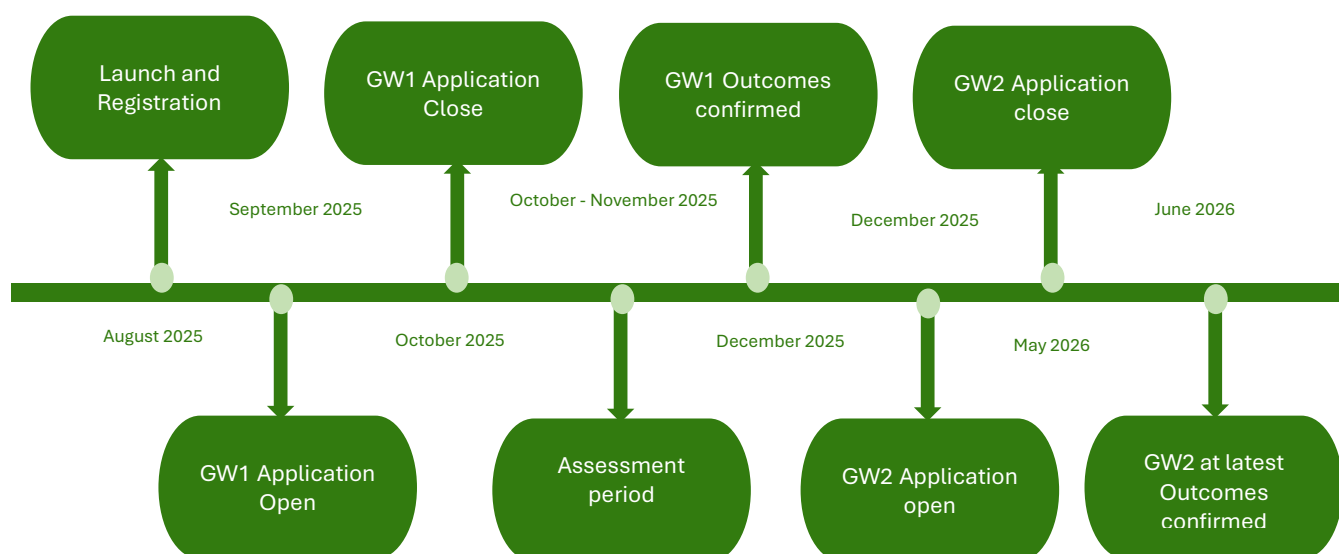 Launch and
Registration
GW1 Application
Close
GW1 Outcomes
confirmed
GW2 Application
close
September 2025
October - November 2025
December 2025
June 2026
August 2025
October 2025
December 2025
May 2026
GW1 Application
Open
Assessment
period
GW2 Application
open
GW2 at latest
Outcomes
confirmed